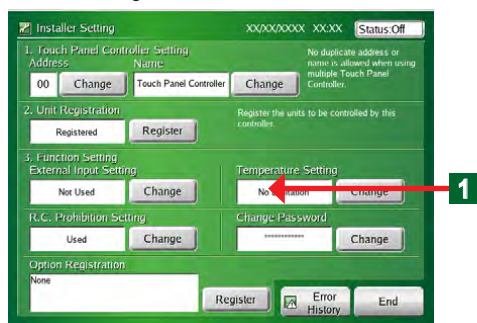 Installer Setting
XX/XX/XXXX XX:XX
Status:Off
1. Touch Panel Controller Setting
Address
Name
No duplicate address or
name is allowed when using
multiple Touch Panel
Controller.
00
Change
Touch Panel Controller
Change
2. Unit Registration
Register the units to be controlled by this
controller.
Registered
Register
3. Function Setting
External Input Setting
Temperature Setting
Not Used
Change
No
Change
1
R.C. Prohibition Setting
Change Password
Used
Change
************
Change
Option Registration
None
Register
Error
History
End